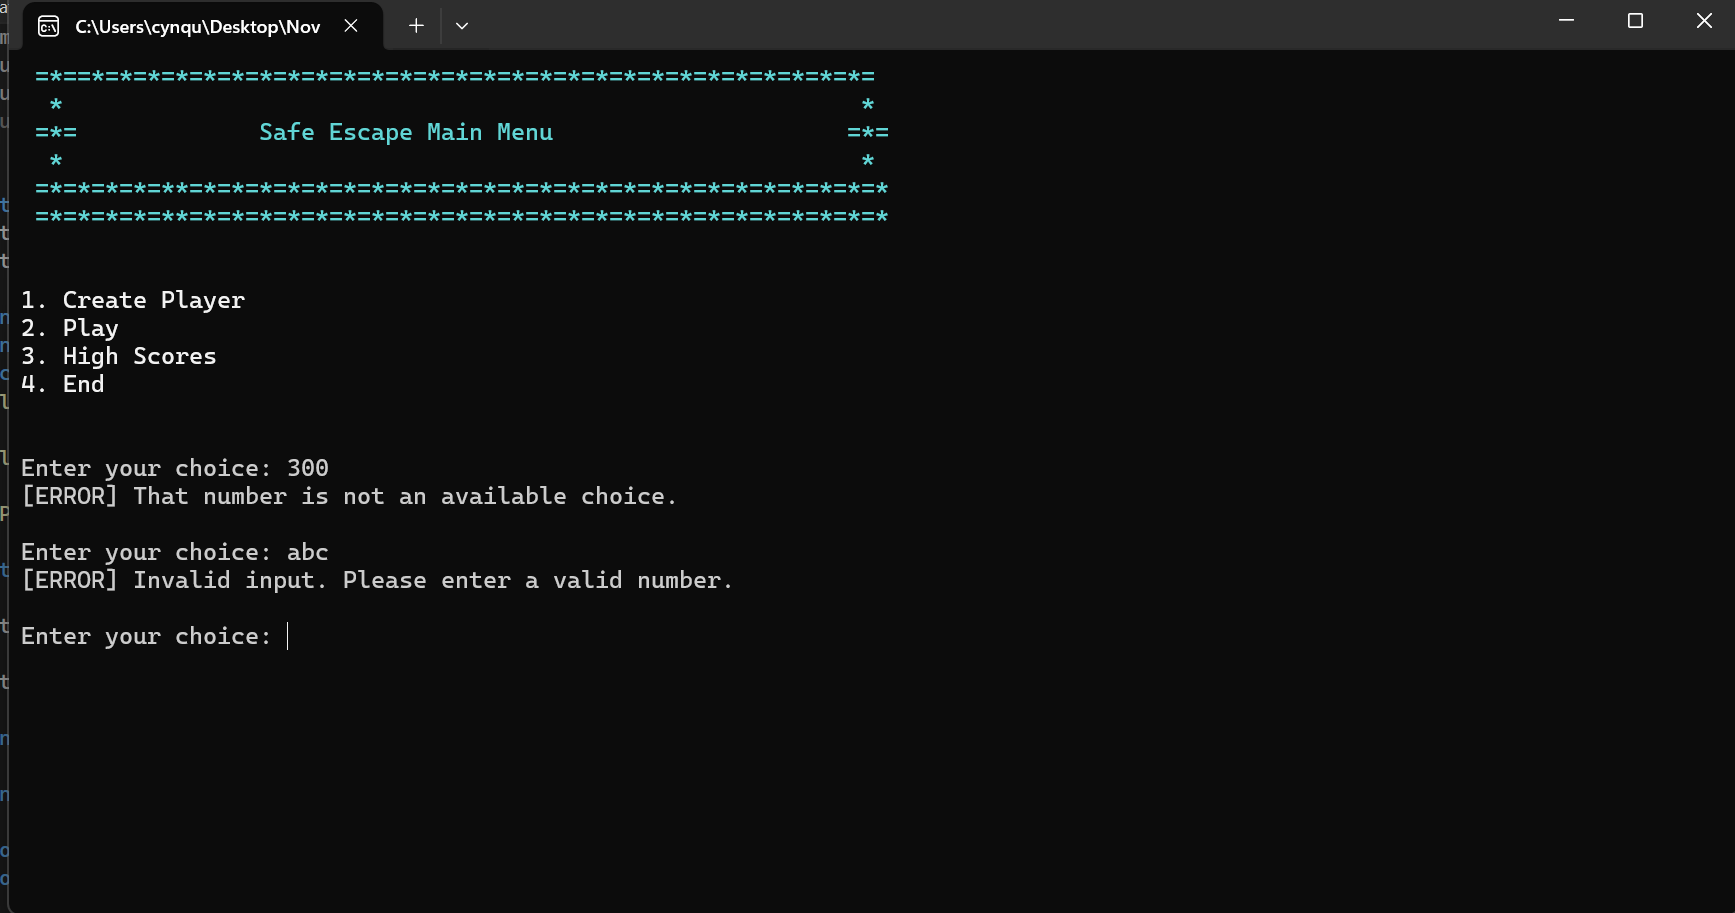 C:\Users\cynqu\Desktop\Nov
=*==*=*=*=*=*=*=*=*=*=*=*=*=*=*=*=*=*=*=*=*=*=*=*=*=*=*=*=*=
* *
=*= Safe Escape Main Menu =*=
* *
=*=*=*=*=**=*=*=*=*=*=*=*=*=*=*=*=*=*=*=*=*=*=*=*=*=*=*=*=*=*
=*=*=*=*=**=*=*=*=*=*=*=*=*=*=*=*=*=*=*=*=*=*=*=*=*=*=*=*=*=*
1. Create Player
2. Play
3. High Scores
4. End
Enter your choice: 300
[ERROR] That number is not an available choice.
Enter your choice: abc
[ERROR] Invalid input. Please enter a valid number.
Enter your choice: